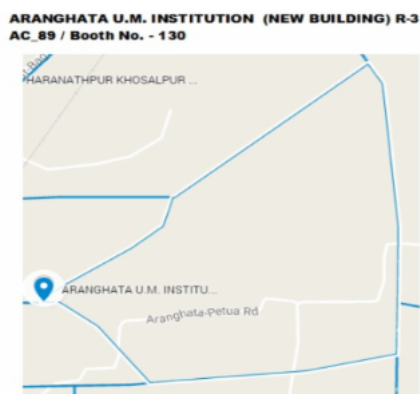 ARANGHATA U.M. INSTITUTION (NEW BUILDING) R-3
AC_89 / Booth No. - 130
HARANATHPUR KHOSALPUR ...
ARANGHATA U.M. INSTITU...
Aranghata-Petua Rd